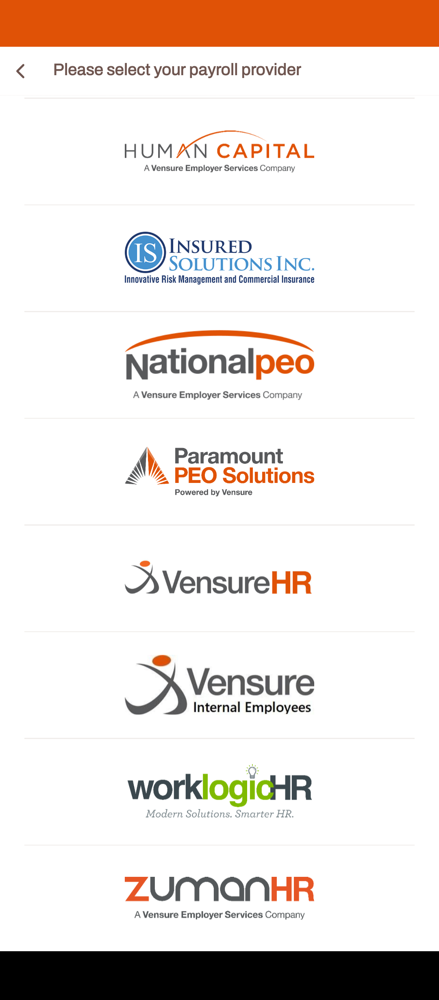 Please select your payroll provider
HUMAN CAPITAL
A Vensure Employer Services Company
IS
INSURED
SOLUTIONS INC.
Innovative Risk Management and Commercial Insurance
Nationalpeo
A Vensure Employer Services Company
Paramount
PEO Solutions
Powered by Vensure
VensureHR
Vensure
Internal Employees
worklogicHR
Modern Solutions. Smarter HR.
zumanHR
A Vensure Employer Services Company